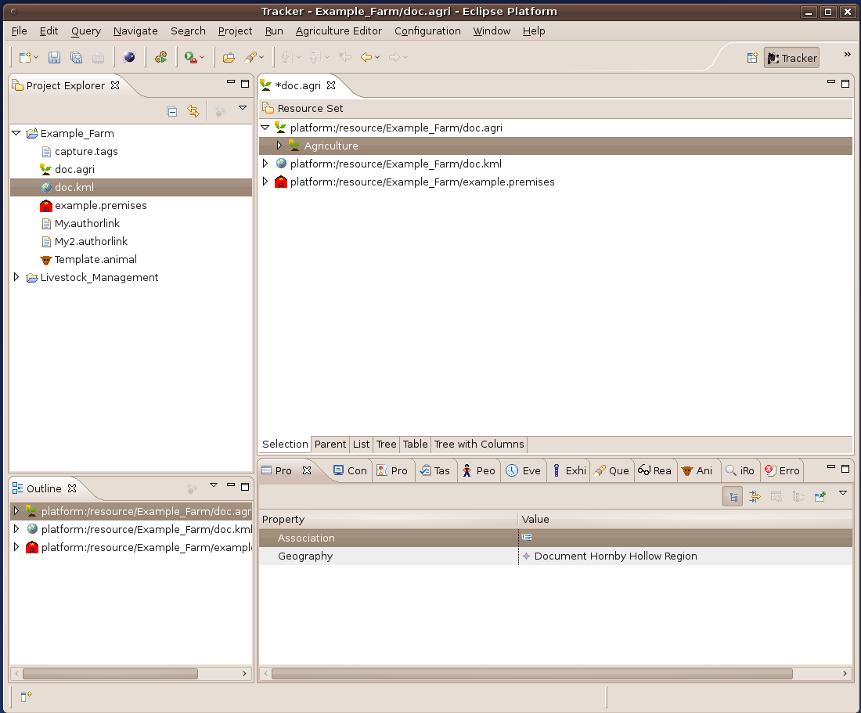 Tracker - Example_Farm/doc.agri - Eclipse Platform
File Edit Query Navigate Search Project Run Agriculture Editor Configuration Window Help
Tracker
»
Project Explorer
Example_Farm
capture.tags
doc.agri
doc.kml
example.premises
My.authorlink
My2.authorlink
Template.animal
Livestock_Management
*doc.agri
Resource Set
platform:/resource/Example_Farm/doc.agri
Agriculture
platform:/resource/Example_Farm/doc.kml
platform:/resource/Example_Farm/example.premises
Selection Parent List Tree Table Tree with Columns
Outline
platform:/resource/Example_Farm/doc.agr
platform:/resource/Example_Farm/doc.kml
platform:/resource/Example_Farm/exampl
Pro Con Pro Tas Peo Eve Exhi Que Rea Ani iRo Erro
Property Value
Association
Geography Document Hornby Hollow Region